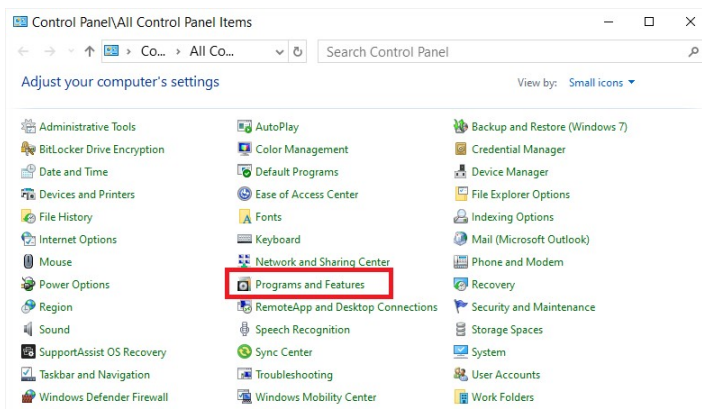 Control Panel\All Control Panel Items
Co... › All Co...
Search Control Panel
Adjust your computer's settings
View by: Small icons
Administrative Tools
AutoPlay
Backup and Restore (Windows 7)
BitLocker Drive Encryption
Color Management
Credential Manager
Date and Time
Default Programs
Device Manager
Devices and Printers
Ease of Access Center
File Explorer Options
File History
Fonts
Indexing Options
Internet Options
Keyboard
Mail (Microsoft Outlook)
Mouse
Network and Sharing Center
Phone and Modem
Power Options
Programs and Features
Recovery
Region
RemoteApp and Desktop Connections
Security and Maintenance
Sound
Speech Recognition
Storage Spaces
SupportAssist OS Recovery
Sync Center
System
Taskbar and Navigation
Troubleshooting
User Accounts
Windows Defender Firewall
Windows Mobility Center
Work Folders